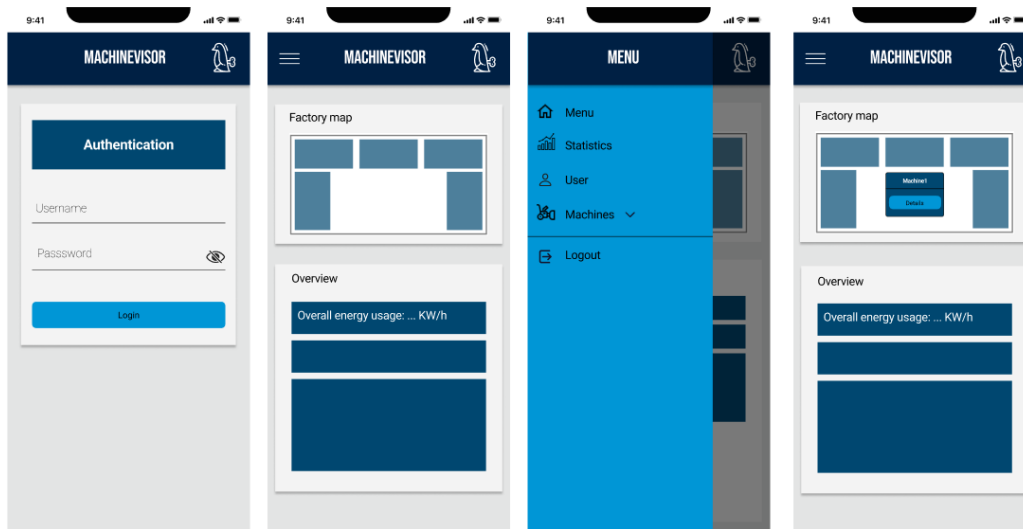 9:41
MACHINEVISOR
Authentication
Username
Passsword
Login
9:41
MACHINEVISOR
Factory map
Overview
Overall energy usage: ... KW/h
9:41
MENU
Menu
Statistics
User
Machines
Logout
9:41
MACHINEVISOR
Factory map
Machine1
Details
Overview
Overall energy usage: ... KW/h